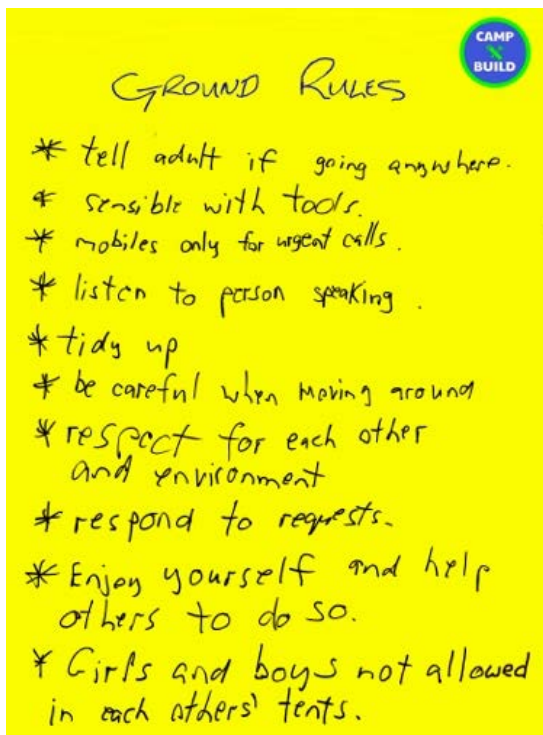 CAMP
BUILD
GROUND RULES
* tell adult if going anywhere.
* sensible with tools.
* mobiles only for urgent calls.
* listen to person speaking.
* tidy up
* be careful when moving around
* respect for each other
and environment
* respond to requests.
* Enjoy yourself and help
others to do so.
* Girls and boys not allowed
in each others' tents.